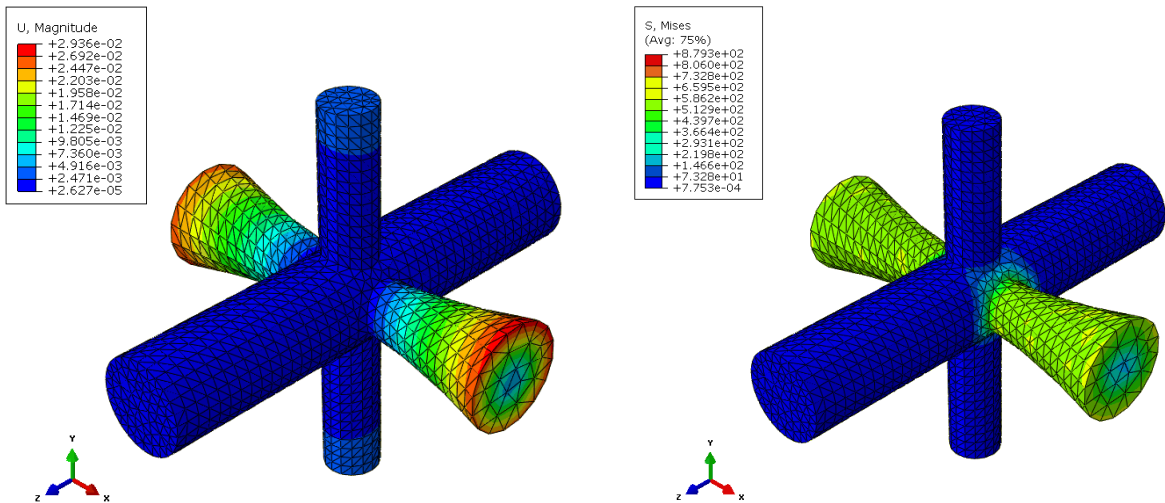 U, Magnitude
+2.936e-02
+2.692e-02
+2.447e-02
+2.203e-02
+1.958e-02
+1.714e-02
+1.469e-02
+1.225e-02
+9.805e-03
+7.360e-03
+4.916e-03
+2.471e-03
+2.627e-05
Y
Z
X
S, Mises
(Avg: 75%)
+8.793e+02
+8.060e+02
+7.328e+02
+6.595e+02
+5.862e+02
+5.129e+02
+4.397e+02
+3.664e+02
+2.931e+02
+2.198e+02
+1.466e+02
+7.328e+01
+7.753e-04
Y
Z
X